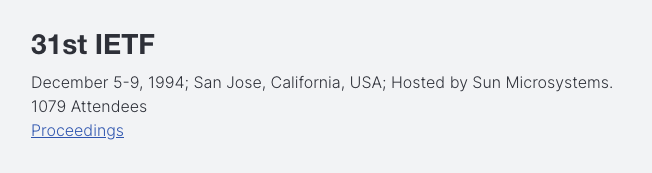 31st IETF
December 5-9, 1994; San Jose, California, USA; Hosted by Sun Microsystems.
1079 Attendees
Proceedings